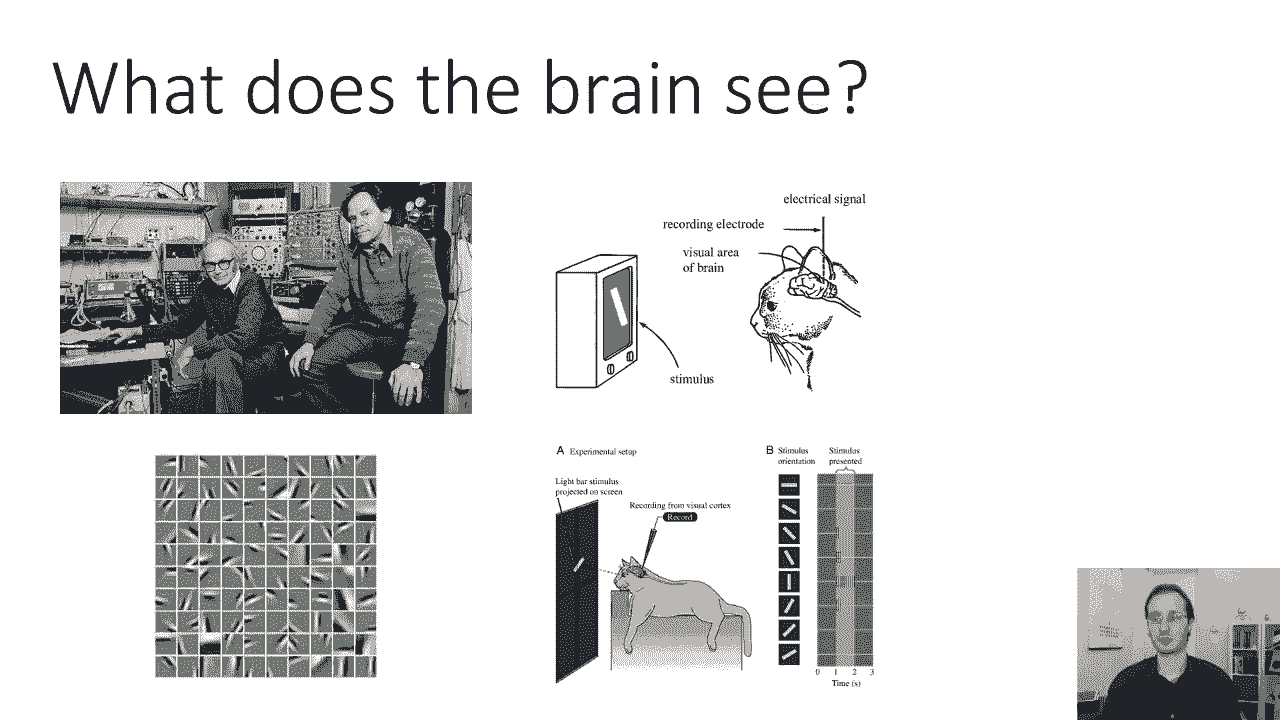 What does the brain see?
electrical signal
recording electrode
visual area
of brain
stimulus
A Experimental setup
Light bar stimulus
projected on screen
Recording from visual cortex
Record
B Stimulus
orientation
Stimulus
presented
0 1 2 3
Time (s)